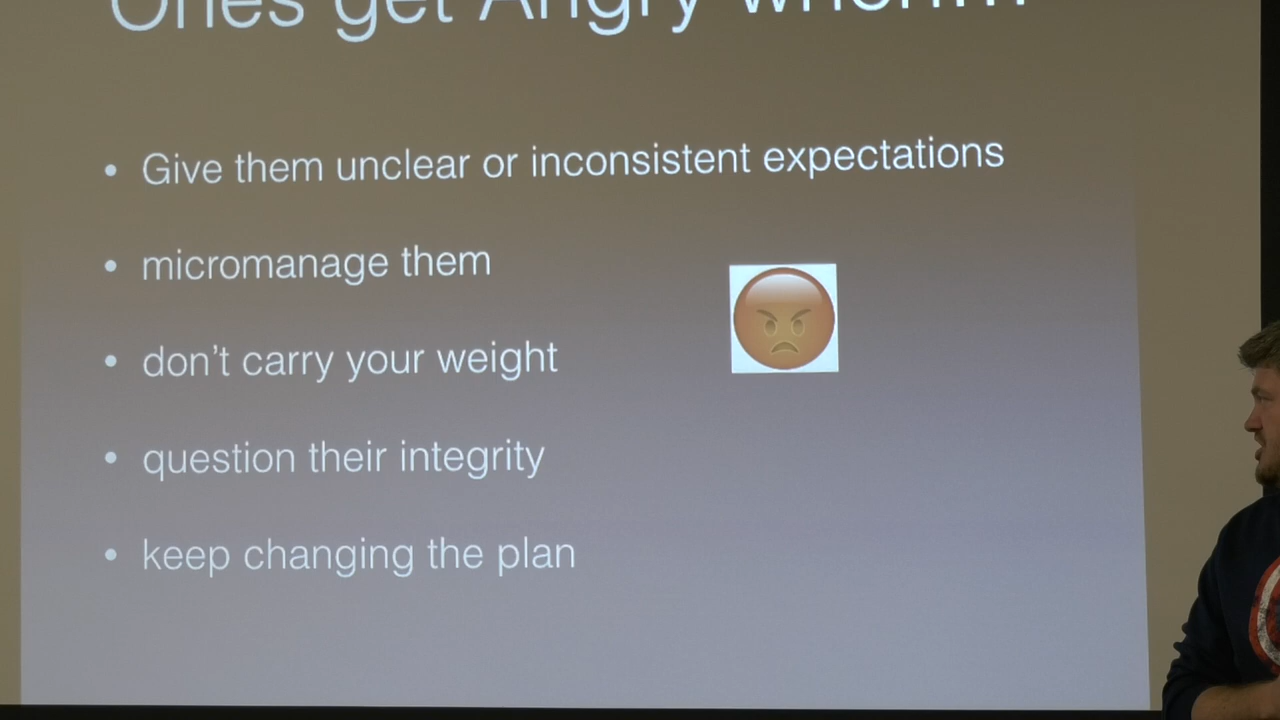 Ones get Angry when...
• Give them unclear or inconsistent expectations
• micromanage them
• don't carry your weight
• question their integrity
• keep changing the plan